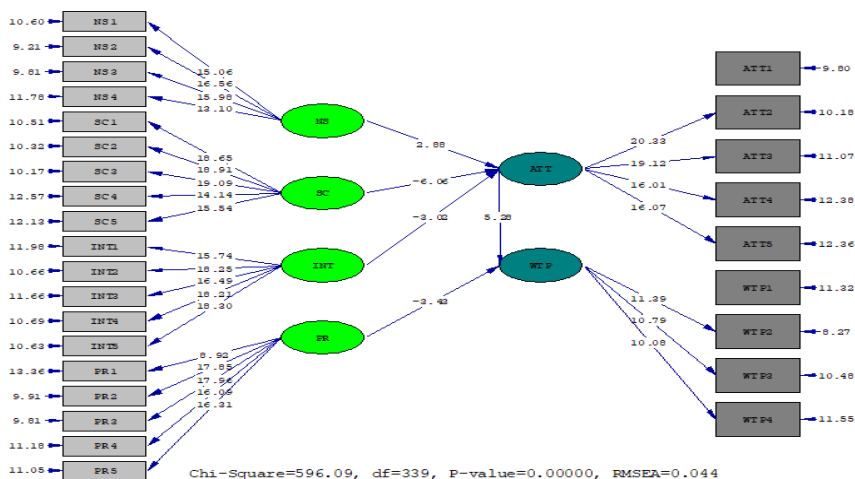 10.60 NS1
9.21 NS2
9.81 NS3
11.78 NS4
10.51 SC1
10.32 SC2
10.17 SC3
12.57 SC4
12.13 SC5
11.98 INT1
10.66 INT2
11.66 INT3
10.69 INT4
10.63 INT5
13.36 PR1
9.91 PR2
9.81 PR3
11.18 PR4
11.05 PR5
15.06
16.56
15.98
13.10
18.65
18.91
19.09
14.14
15.54
15.74
18.25
16.49
18.21
18.30
8.92
17.85
17.96
16.09
16.31
NS
SC
INT
PR
2.88
-6.06
-3.02
5.28
-3.43
ATT
WTP
20.33
19.12
16.01
16.07
11.39
10.79
10.08
ATT1 9.80
ATT2 10.18
ATT3 11.07
ATT4 12.38
ATT5 12.36
WTP1 11.32
WTP2 8.27
WTP3 10.48
WTP4 11.55
Chi-Square=596.09, df=339, P-value=0.00000, RMSEA=0.044